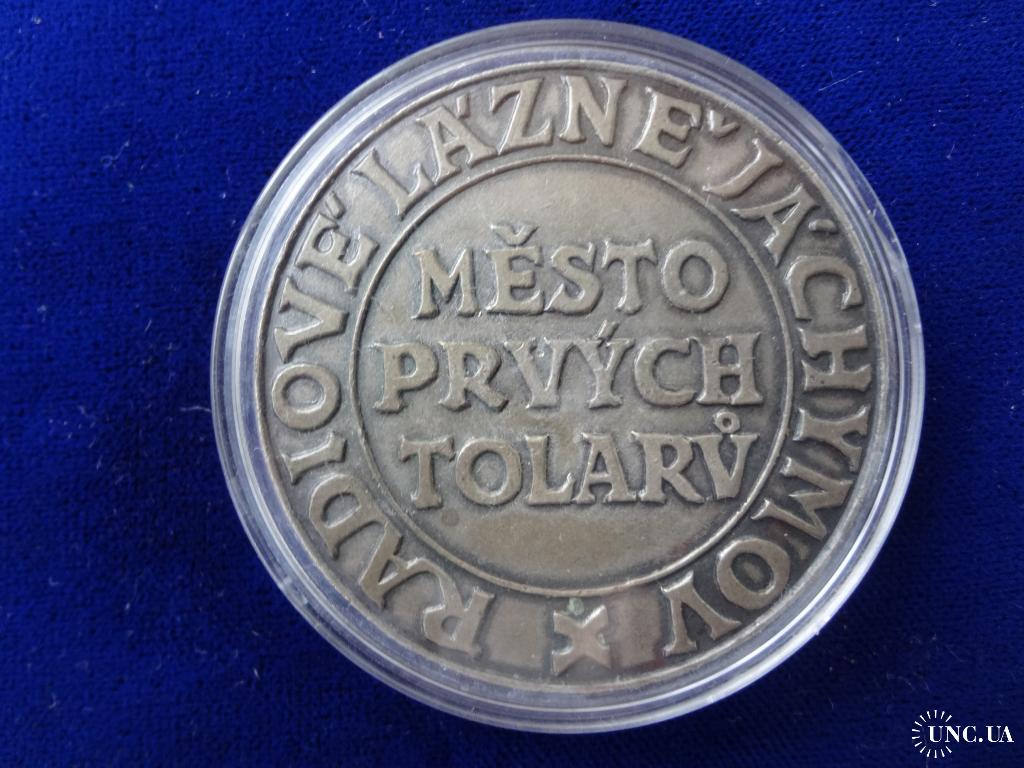 RADIOVÉ LÁZNĚ JÁCHYMOV
MĚSTO
PRVÝCH
TOLARŮ
UNC.UA